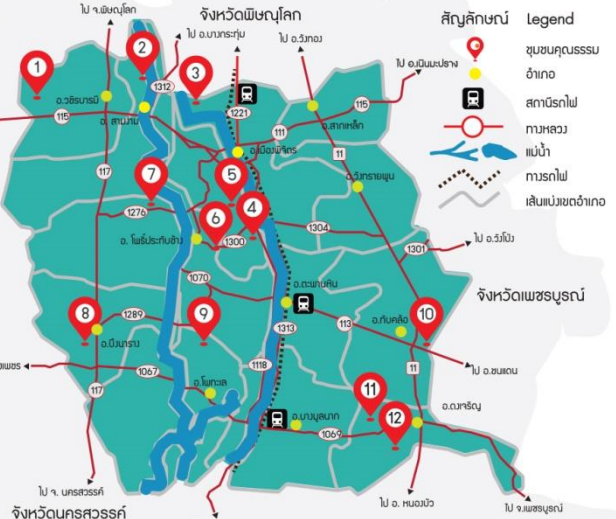 จังหวัดพิษณุโลก
สัญลักษณ์ Legend
ไป จ.พิษณุโลก
ไป อ.บางกระทุ่ม
ไป อ.วังทอง
ไป อ.เนินมะปราง
ชุมชนคุณธรรม
อำเภอ
สถานีรถไฟ
ทางหลวง
แม่น้ำ
ทางรถไฟ
เส้นแบ่งเขตอำเภอ
1
2
3
1312
1221
อ.วชิรบารมี
115
อ. สามง่าม
111
115
อ.สากเหล็ก
อ.เมืองพิจิตร
11
117
7
5
อ.วังทรายพูน
1276
6
4
1304
1301
ไป อ.วังโป่ง
อ. โพธิ์ประทับช้าง
1300
1070
จังหวัดเพชรบูรณ์
อ.ตะพานหิน
8
1289
9
1313
113
อ.ทับคล้อ
10
อ.บึงนาราง
1118
1067
ไป อ.ชนแดน
11
117
อ.โพทะเล
11
12
อ.ดงเจริญ
อ.บางมูลนาก
1069
ไป จ. นครสวรรค์
ไป อ. หนองบัว
ไป จ.เพชรบูรณ์
จังหวัดนครสวรรค์